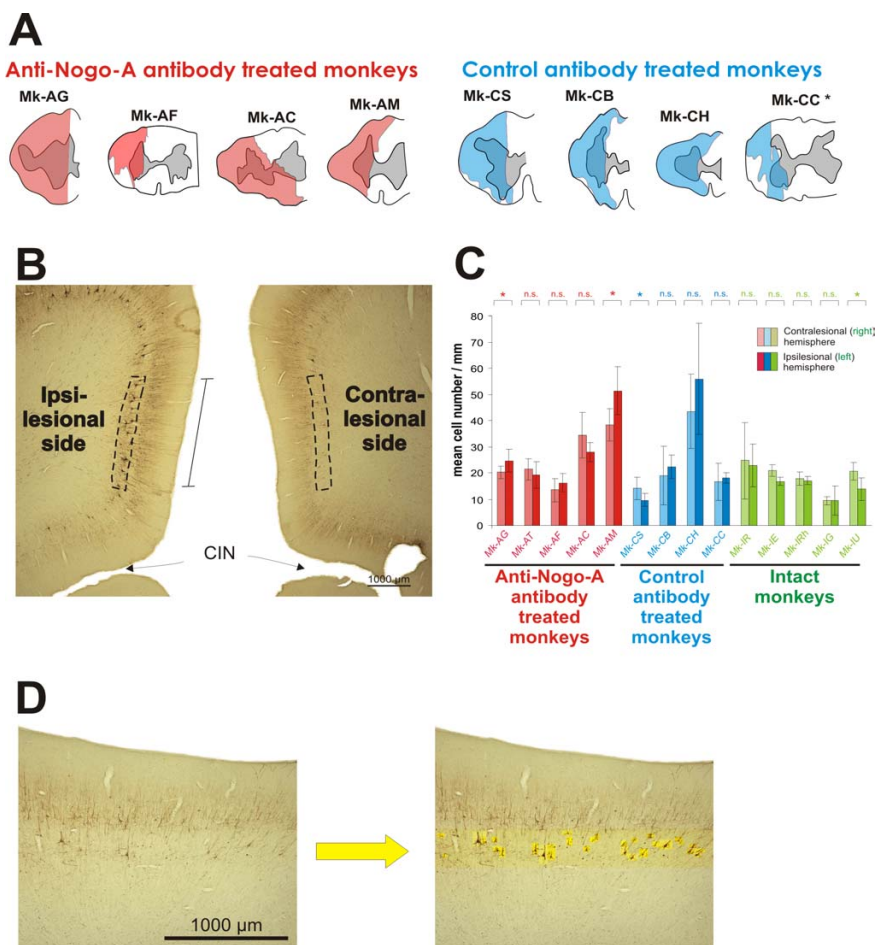 A
Anti-Nogo-A antibody treated monkeys
Control antibody treated monkeys
Mk-AG
Mk-AF
Mk-AC
Mk-AM
Mk-CS
Mk-CB
Mk-CH
Mk-CC *
B
Ipsi-
lesional
side
Contra-
lesional
side
CIN
1000 µm
C
* n.s. n.s. n.s. * * n.s. n.s. n.s. n.s. n.s. n.s. n.s. *
mean cell number / mm
80
70
60
50
40
30
20
10
0
Contralesional (right)
hemisphere
Ipsilesional (left)
hemisphere
Mk-AG
Mk-AT
Mk-AF
Mk-AC
Mk-AM
Mk-CS
Mk-CB
Mk-CH
Mk-CC
Mk-IR
Mk-IE
Mk-IRh
Mk-IG
Mk-IU
Anti-Nogo-A
antibody
treated
monkeys
Control
antibody
treated
monkeys
Intact
monkeys
D
1000 µm